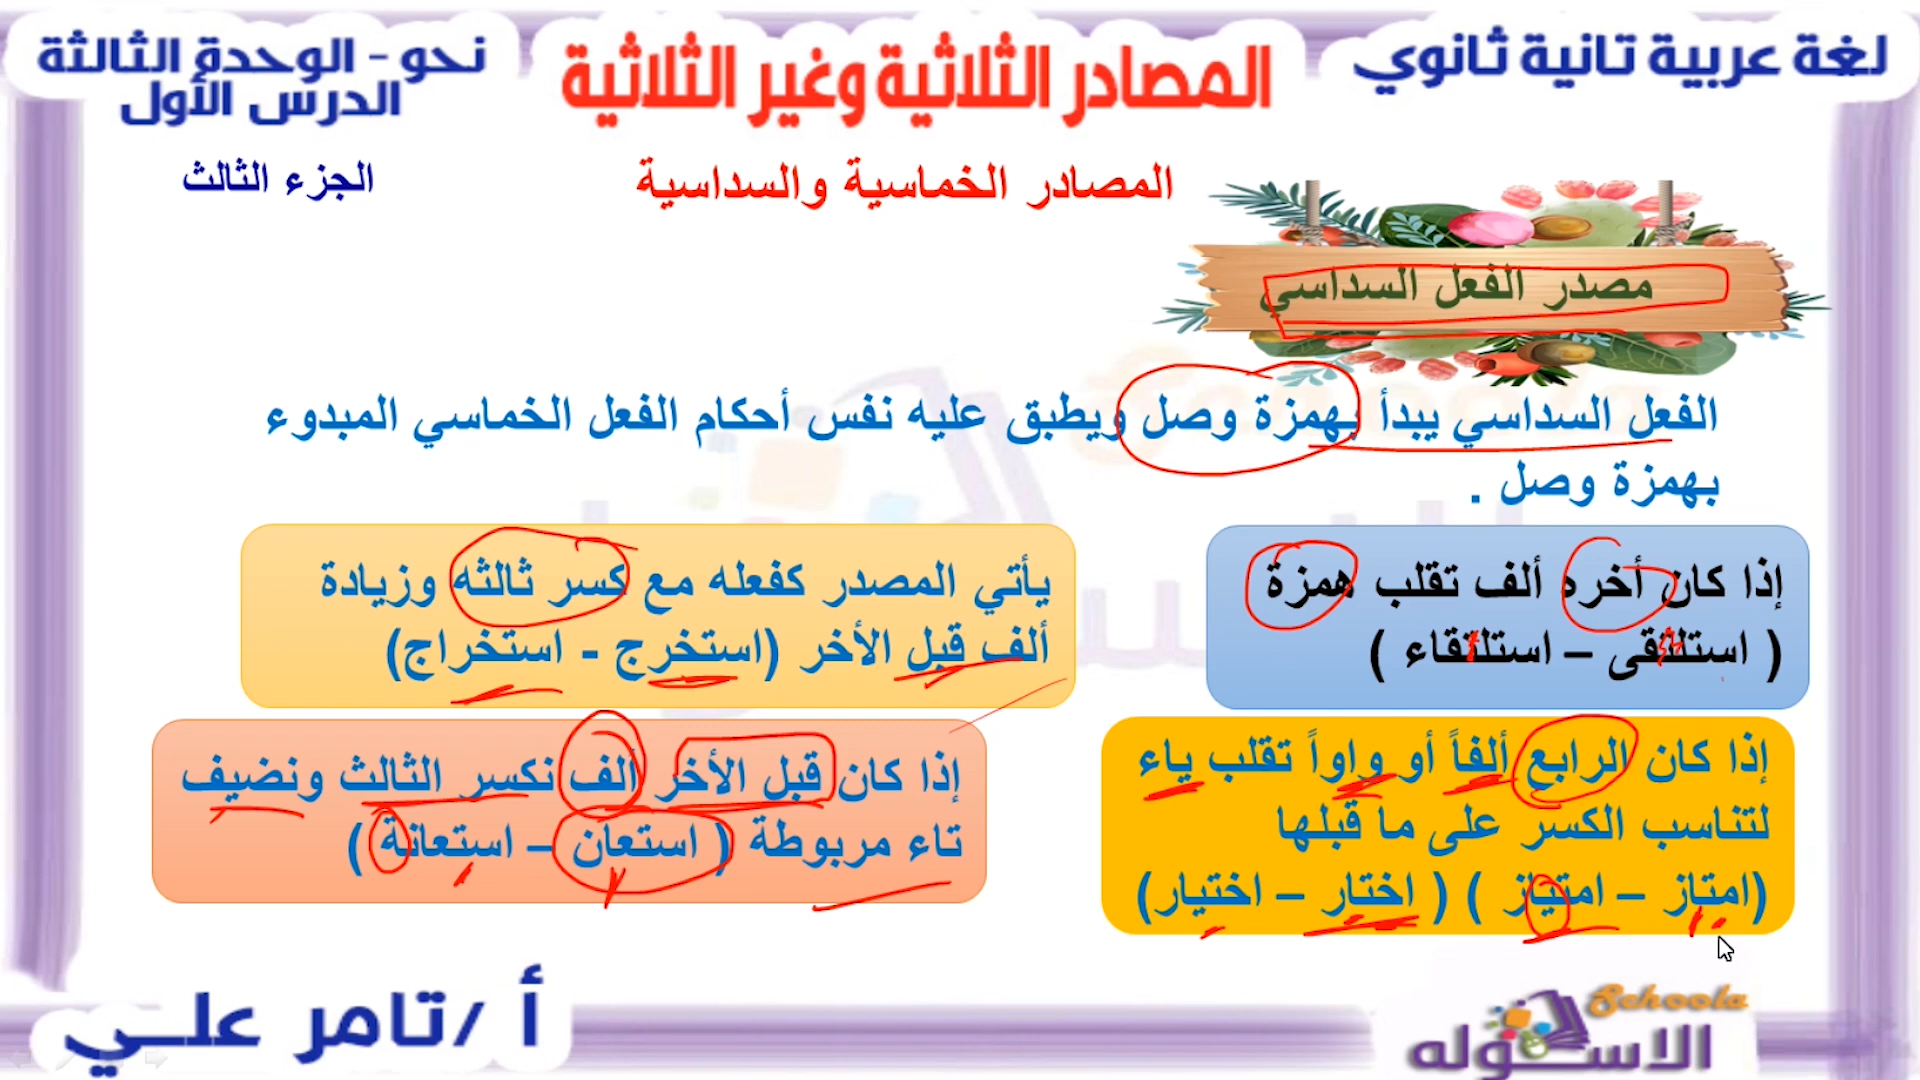 لغة عربية تانية ثانوي
المصادر الثلاثية وغير الثلاثية
نحو - الوحدة الثالثة
الدرس الأول
المصادر الخماسية والسداسية
الجزء الثالث
مصدر الفعل السداسي
الفعل السداسي يبدأ بهمزة وصل ويطبق عليه نفس أحكام الفعل الخماسي المبدوء
بهمزة وصل .
إذا كان أخره ألف تقلب همزة
( استلتقى – استلتقاء )
يأتي المصدر كفعله مع كسر ثالثه وزيادة
ألف قبل الأخر (استخرج - استخراج)
إذا كان الرابع ألفاً أو واواً تقلب ياء
لتناسب الكسر على ما قبلها
(امتاز – امتياز ) ( اختار – اختيار)
إذا كان قبل الأخر ألف نكسر الثالث ونضيف
تاء مربوطة ( استعان – استعانة )
أ /تامر علي
Schoola
الاسكوله